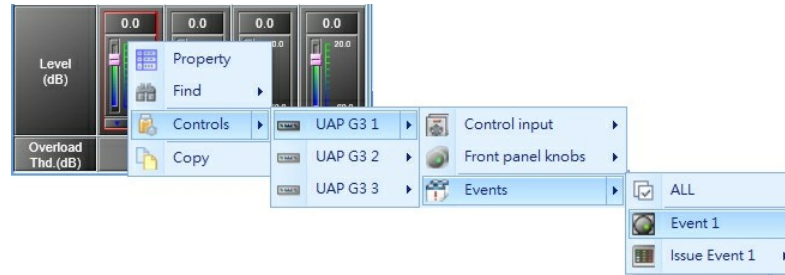 0.0 0.0 0.0 0.0
Level
(dB)
0.0 20.0
Property
Find
Controls
Copy
Overload
Thd.(dB)
UAP G3 1
UAP G3 2
UAP G3 3
Control input
Front panel knobs
Events
ALL
Event 1
Issue Event 1